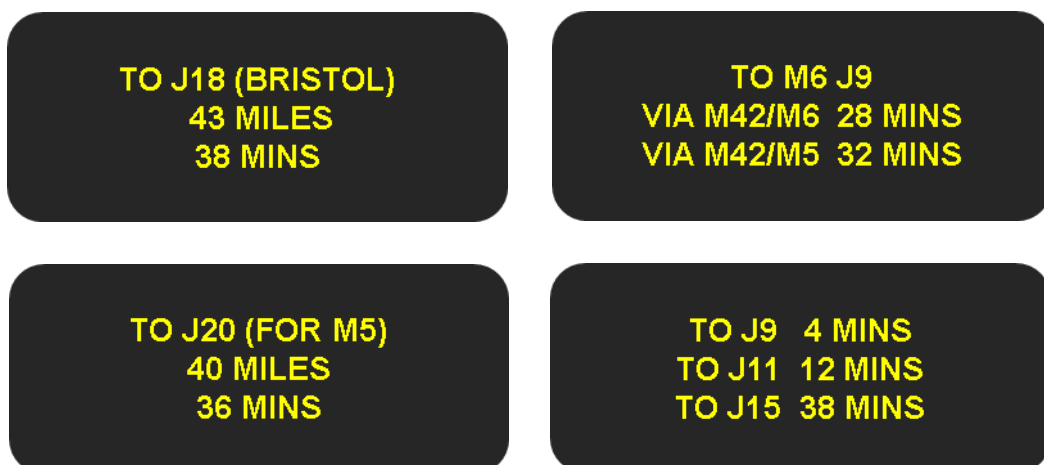 TO J18 (BRISTOL)
43 MILES
38 MINS
TO M6 J9
VIA M42/M6 28 MINS
VIA M42/M5 32 MINS
TO J20 (FOR M5)
40 MILES
36 MINS
TO J9 4 MINS
TO J11 12 MINS
TO J15 38 MINS